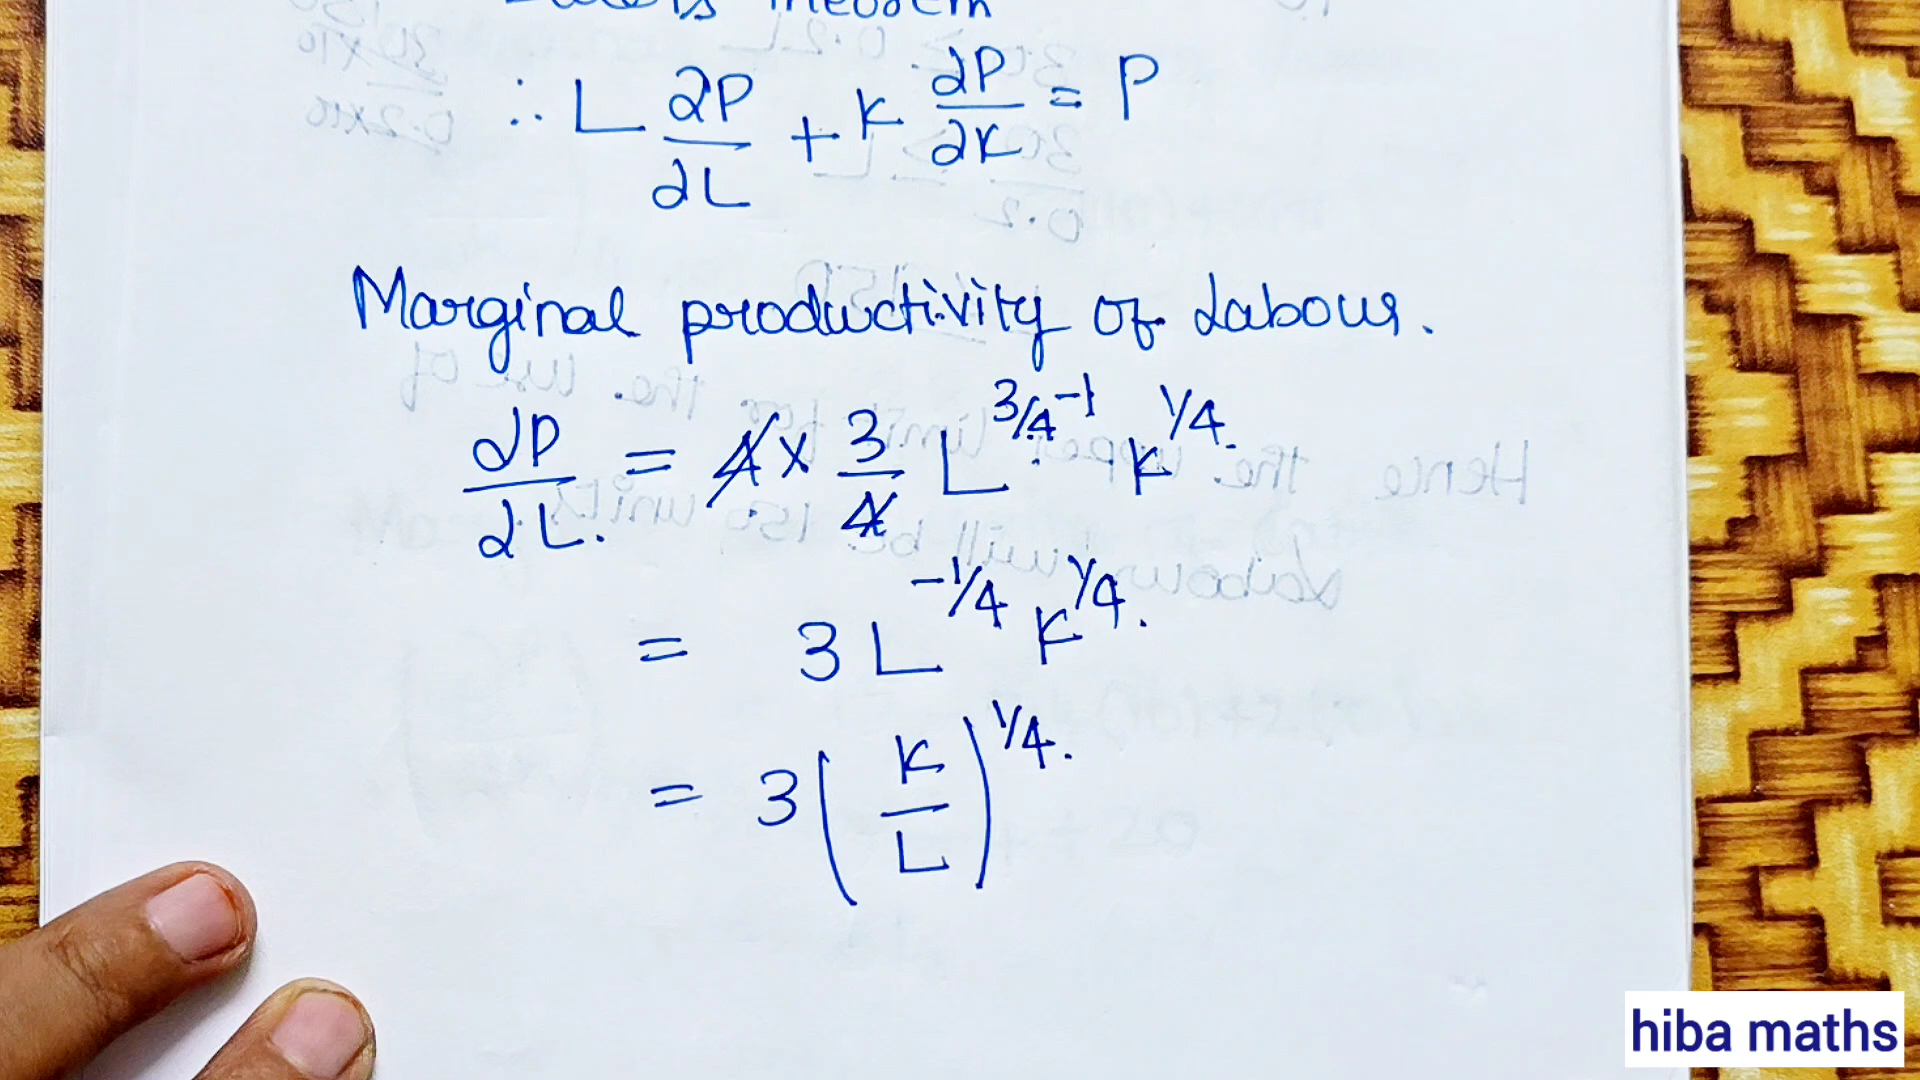 Theorem
∴ L ∂P/∂L + K ∂P/∂K = P
Marginal productivity of Labour.
∂P/∂L. = 4 × 3/4 L^(3/4 -1) K^(1/4).
= 3 L^(-1/4) K^(1/4).
= 3 (K/L)^(1/4).
hiba maths